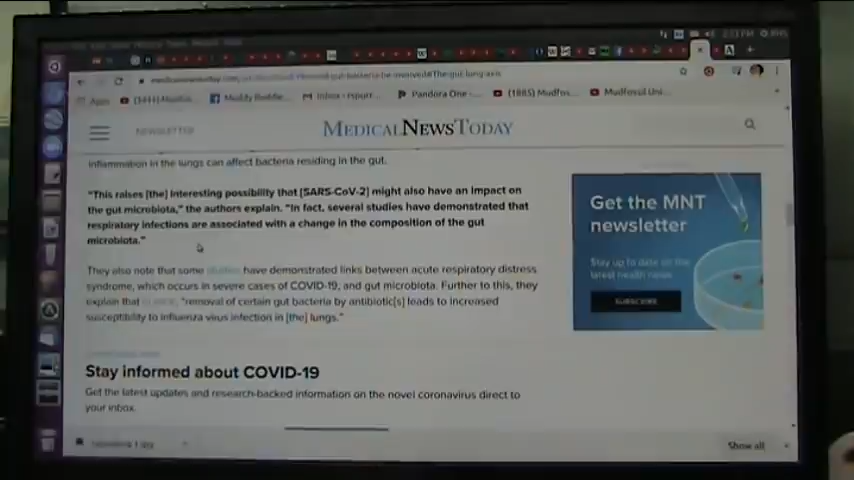 Apps
Pandora One -
(1885) Mudfos...
NEWSLETTER
MEDICALNEWSTODAY
inflammation in the lungs can affect bacteria residing in the gut.
"This raises [the] interesting possibility that [SARS-CoV-2] might also have an impact on
the gut microbiota," the authors explain. "In fact, several studies have demonstrated that
respiratory infections are associated with a change in the composition of the gut
microbiota."
They also note that some studies have demonstrated links between acute respiratory distress
syndrome, which occurs in severe cases of COVID-19, and gut microbiota. Further to this, they
explain that "removal of certain gut bacteria by antibiotic[s] leads to increased
susceptibility to influenza virus infection in [the] lungs."
Stay informed about COVID-19
Get the latest updates and research-backed information on the novel coronavirus direct to
your inbox.
Get the MNT
newsletter
Stay up to date on the
latest health news.
SUBSCRIBE
Show all